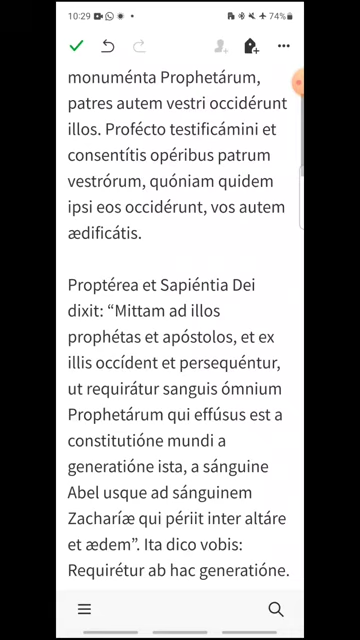 10:29
74%
monuménta Prophetárum,
patres autem vestri occidérunt
illos. Profécto testificámini et
consentítis opéribus patrum
vestrórum, quóniam quidem
ipsi eos occidérunt, vos autem
ædificátis.
Proptérea et Sapiéntia Dei
dixit: “Mittam ad illos
prophétas et apóstolos, et ex
illis occídent et persequéntur,
ut requirátur sanguis ómnium
Prophetárum qui effúsus est a
constitutióne mundi a
generatióne ista, a sánguine
Abel usque ad sánguinem
Zacharíæ qui périit inter altáre
et ædem”. Ita dico vobis:
Requirétur ab hac generatióne.